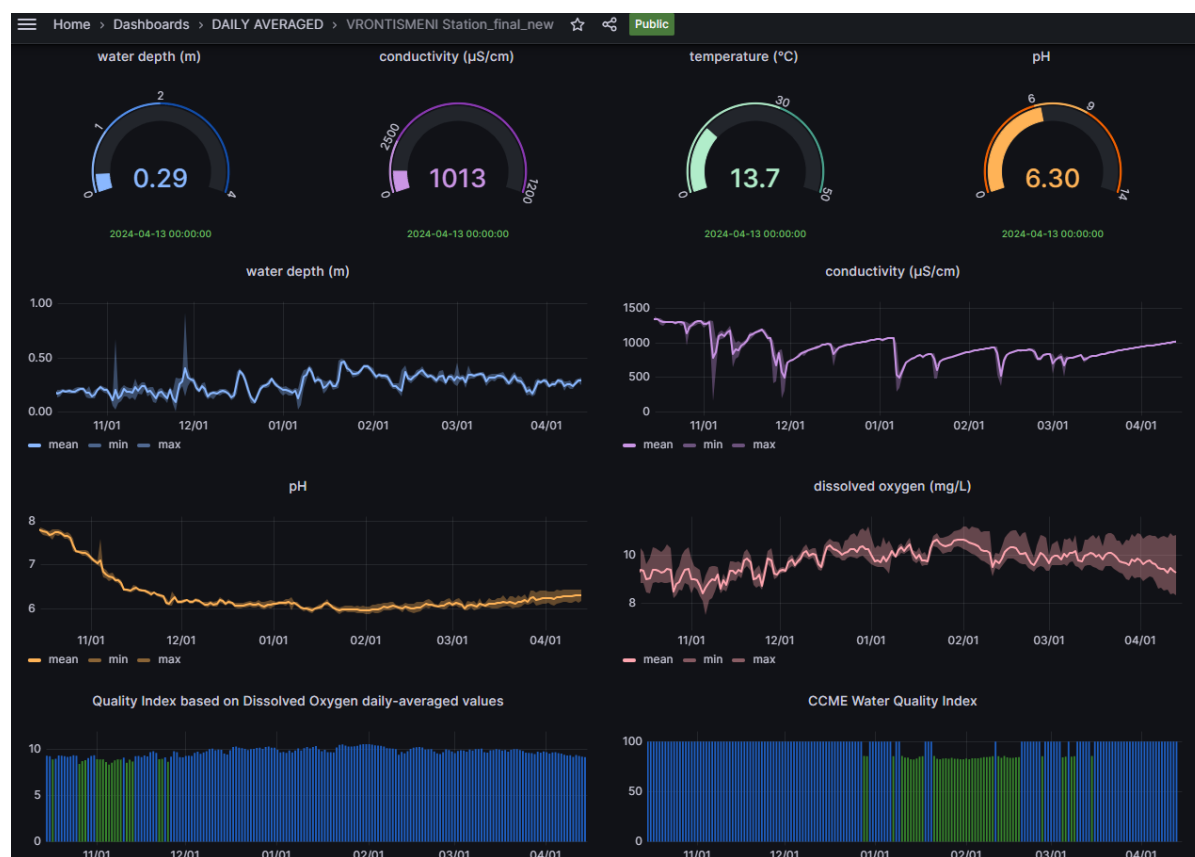 Home > Dashboards > DAILY AVERAGED > VRONTISMENI Station_final_new Public
water depth (m) conductivity (µS/cm) temperature (°C) pH
0 1 2 4 0.29
0 2500 1200 1013
0 30 50 13.7
0 6 9 14 6.30
2024-04-13 00:00:00 2024-04-13 00:00:00 2024-04-13 00:00:00 2024-04-13 00:00:00
water depth (m)
1.00
0.50
0.00
11/01 12/01 01/01 02/01 03/01 04/01
mean min max
conductivity (µS/cm)
1500
1000
500
0
11/01 12/01 01/01 02/01 03/01 04/01
mean min max
pH
8
7
6
11/01 12/01 01/01 02/01 03/01 04/01
mean min max
dissolved oxygen (mg/L)
10
8
11/01 12/01 01/01 02/01 03/01 04/01
mean min max
Quality Index based on Dissolved Oxygen daily-averaged values
10
5
0
11/01 12/01 01/01 02/01 03/01 04/01
CCME Water Quality Index
100
50
0
11/01 12/01 01/01 02/01 03/01 04/01